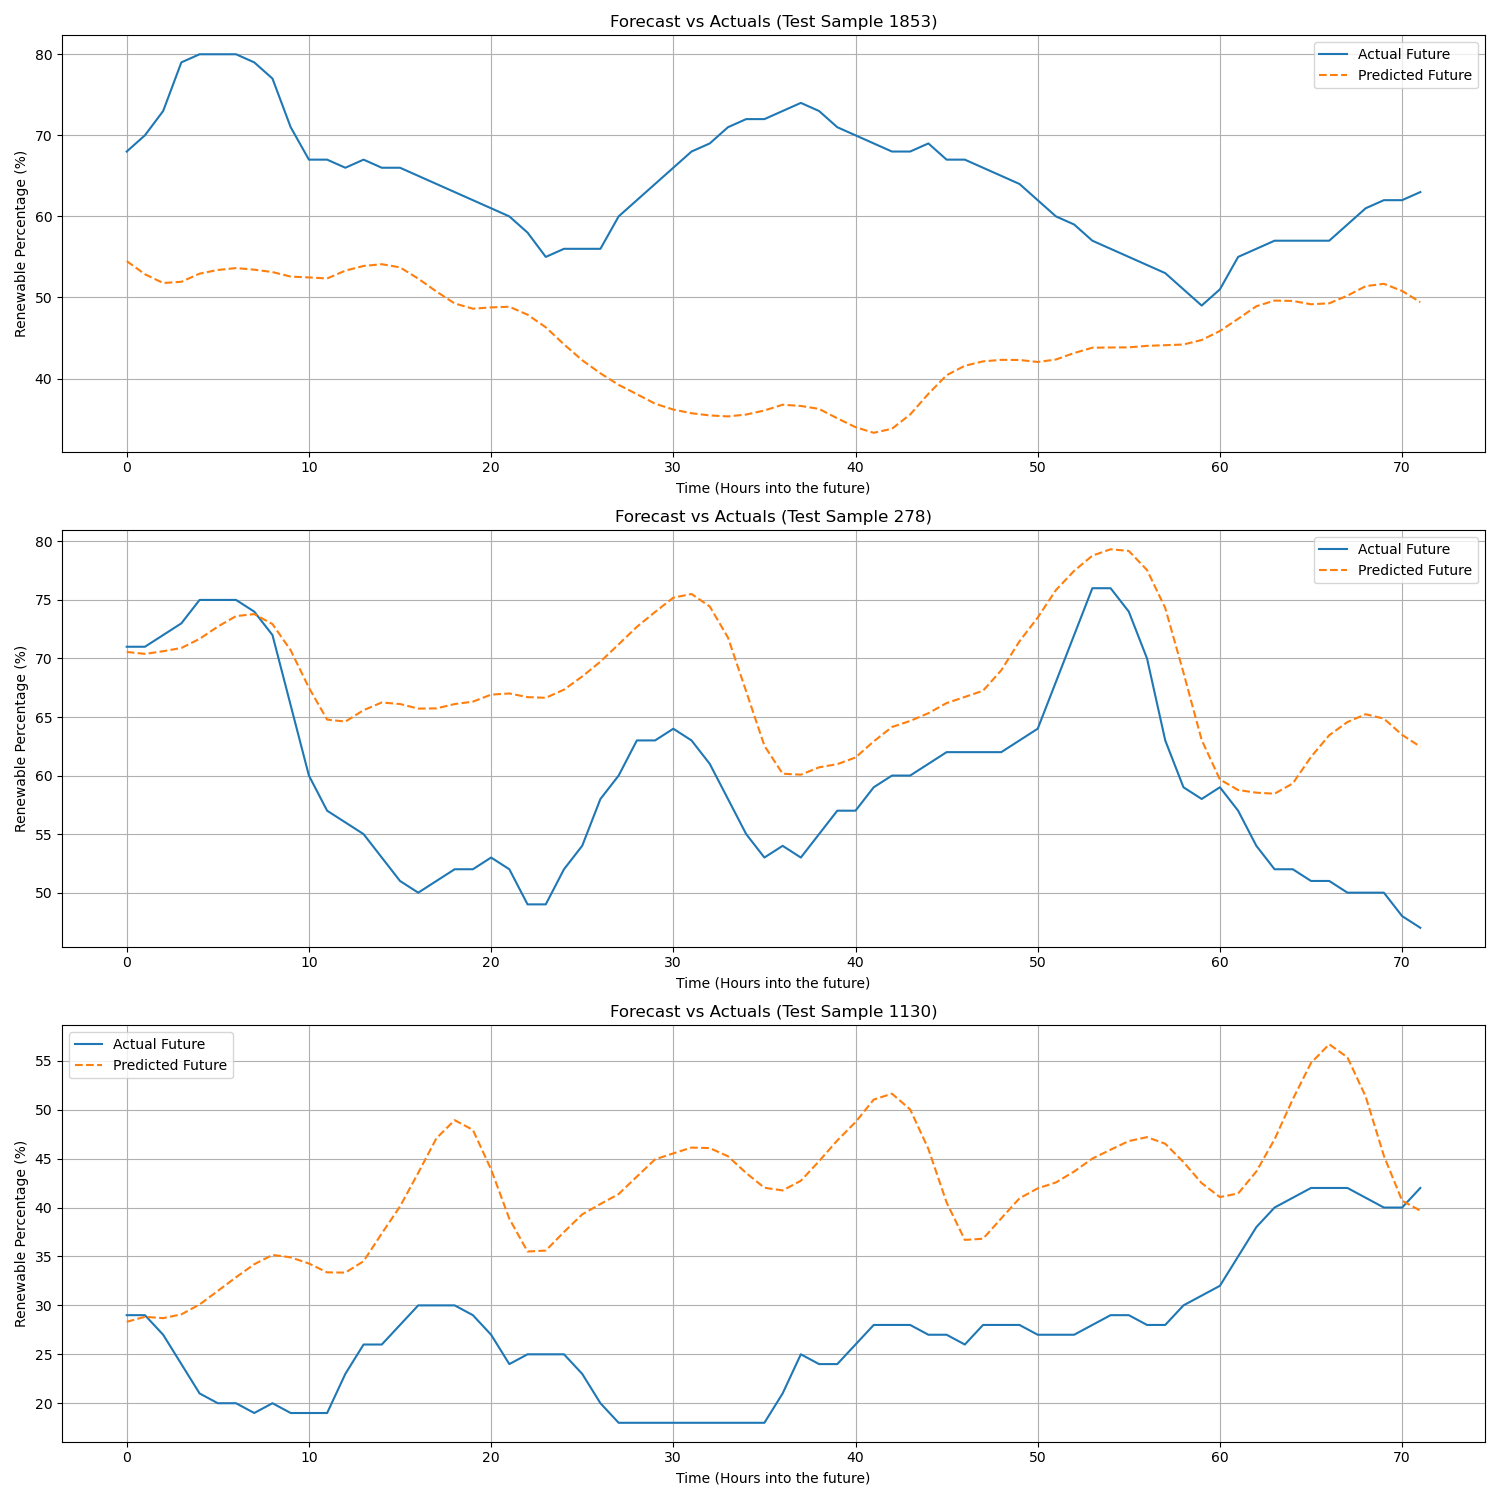 Forecast vs Actuals (Test Sample 1853)
Renewable Percentage (%)
80
70
60
50
40
Actual Future
Predicted Future
0 10 20 30 40 50 60 70
Time (Hours into the future)
Forecast vs Actuals (Test Sample 278)
Renewable Percentage (%)
80
75
70
65
60
55
50
Actual Future
Predicted Future
0 10 20 30 40 50 60 70
Time (Hours into the future)
Forecast vs Actuals (Test Sample 1130)
Renewable Percentage (%)
55
50
45
40
35
30
25
20
Actual Future
Predicted Future
0 10 20 30 40 50 60 70
Time (Hours into the future)